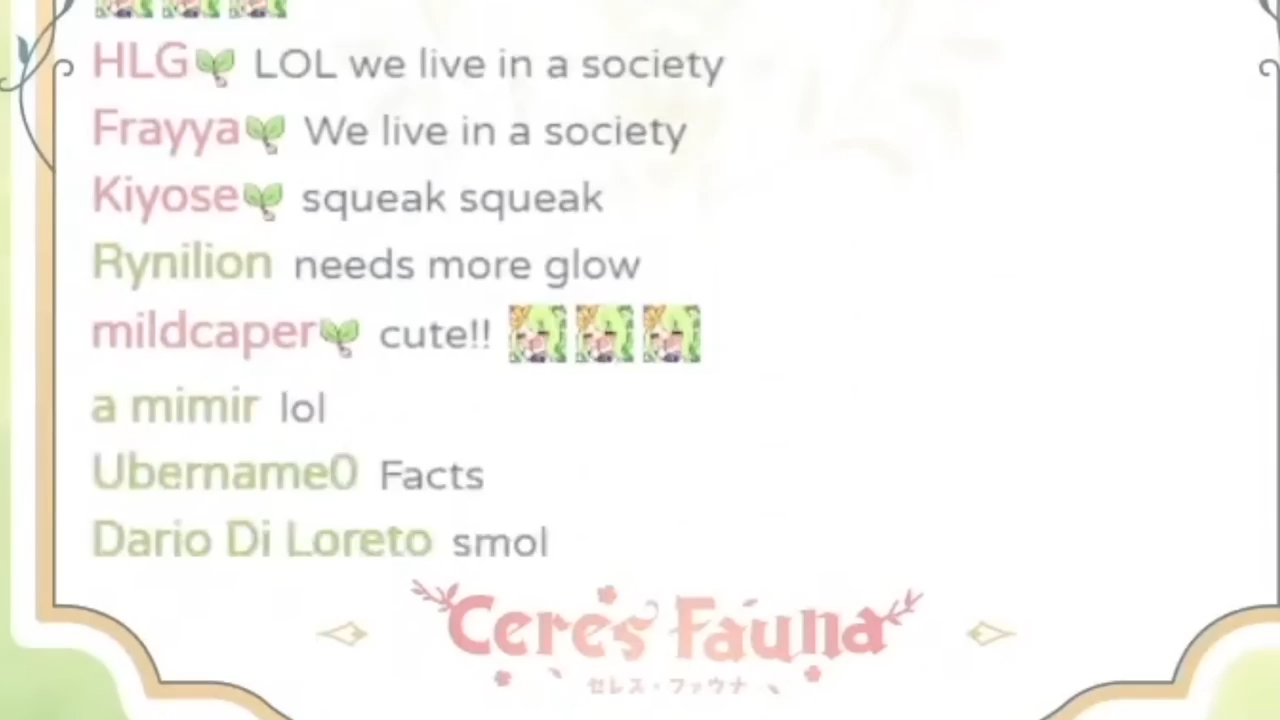 HLG LOL we live in a society
Frayya We live in a society
Kiyose squeak squeak
Rynilion needs more glow
mildcaper cute!!
a mimir lol
Ubername0 Facts
Dario Di Loreto smol
Ceres Fauna
セレス・ファウナ